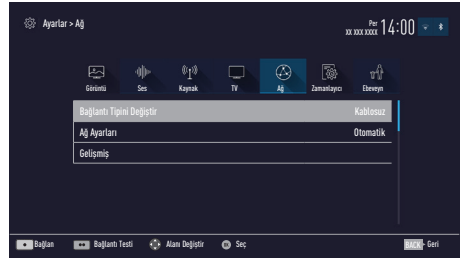 Ayarlar > Ağ
Per
xx xxx xxxx 14:00
Görüntü Ses Kaynak TV Ağ Zamanlayıcı Ebeveyn
Bağlantı Tipini Değiştir Kablosuz
Ağ Ayarları Otomatik
Gelişmiş
Bağlan Bağlantı Testi Alanı Değiştir OK Seç BACK Geri